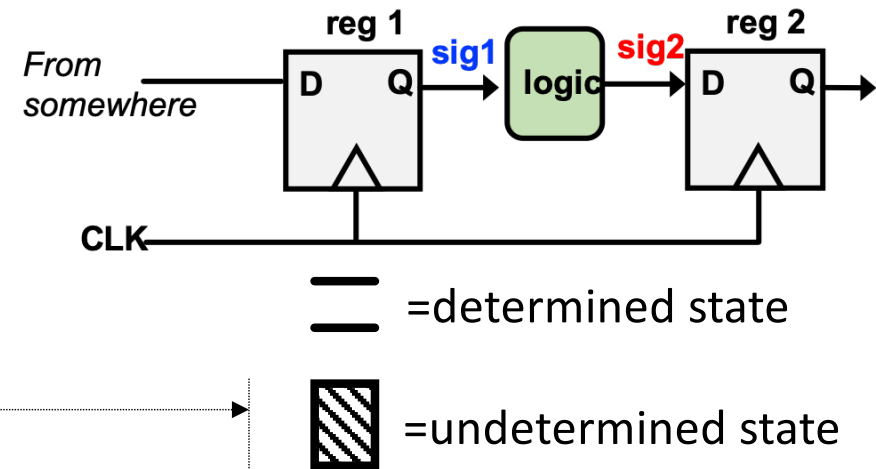 reg 1
reg 2
From
somewhere
D
Q
sig1
logic
sig2
D
Q
CLK
=determined state
=undetermined state